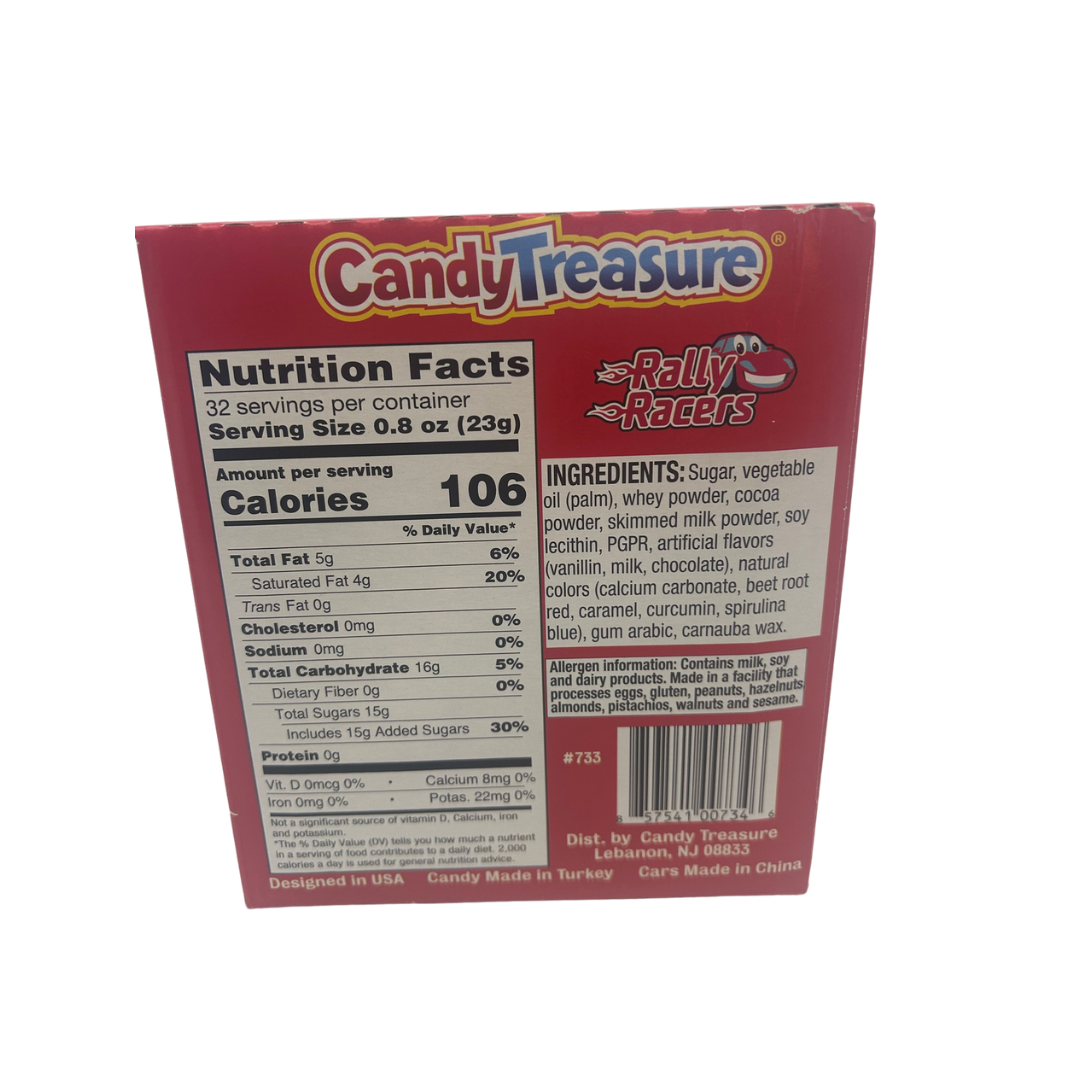 CandyTreasure®
Rally
Racers
Nutrition Facts
32 servings per container
Serving Size 0.8 oz (23g)
Amount per serving
Calories 106
% Daily Value*
Total Fat 5g 6%
Saturated Fat 4g 20%
Trans Fat 0g
Cholesterol 0mg 0%
Sodium 0mg 0%
Total Carbohydrate 16g 5%
Dietary Fiber 0g 0%
Total Sugars 15g
Includes 15g Added Sugars 30%
Protein 0g
Vit. D 0mcg 0% • Calcium 8mg 0%
Iron 0mg 0% • Potas. 22mg 0%
Not a significant source of vitamin D, Calcium, Iron
and potassium.
*The % Daily Value (DV) tells you how much a nutrient
in a serving of food contributes to a daily diet. 2,000
calories a day is used for general nutrition advice.
INGREDIENTS: Sugar, vegetable
oil (palm), whey powder, cocoa
powder, skimmed milk powder, soy
lecithin, PGPR, artificial flavors
(vanillin, milk, chocolate), natural
colors (calcium carbonate, beet root
red, caramel, curcumin, spirulina
blue), gum arabic, carnauba wax.
Allergen information: Contains milk, soy
and dairy products. Made in a facility that
processes eggs, gluten, peanuts, hazelnuts,
almonds, pistachios, walnuts and sesame.
#733
8 57541 00734 6
Dist. by Candy Treasure
Lebanon, NJ 08833
Designed in USA Candy Made in Turkey Cars Made in China